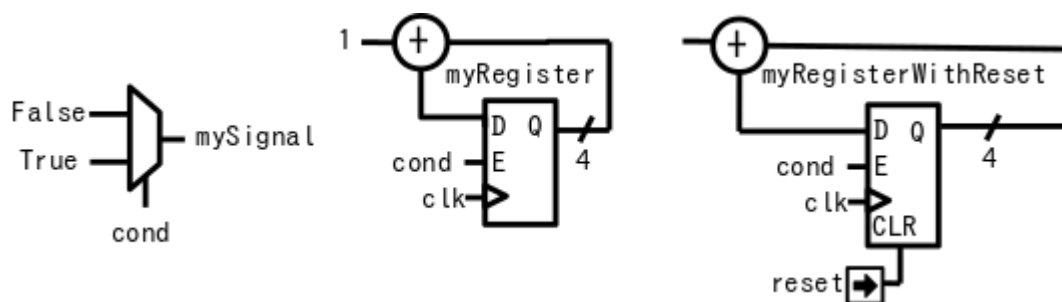 False
True
mySignal
cond
1
+
myRegister
D Q
4
cond
E
clk
+
myRegisterWithReset
D Q
4
cond
E
clk
CLR
reset